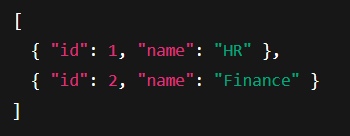 [
  { "id": 1, "name": "HR" },
  { "id": 2, "name": "Finance" }
]